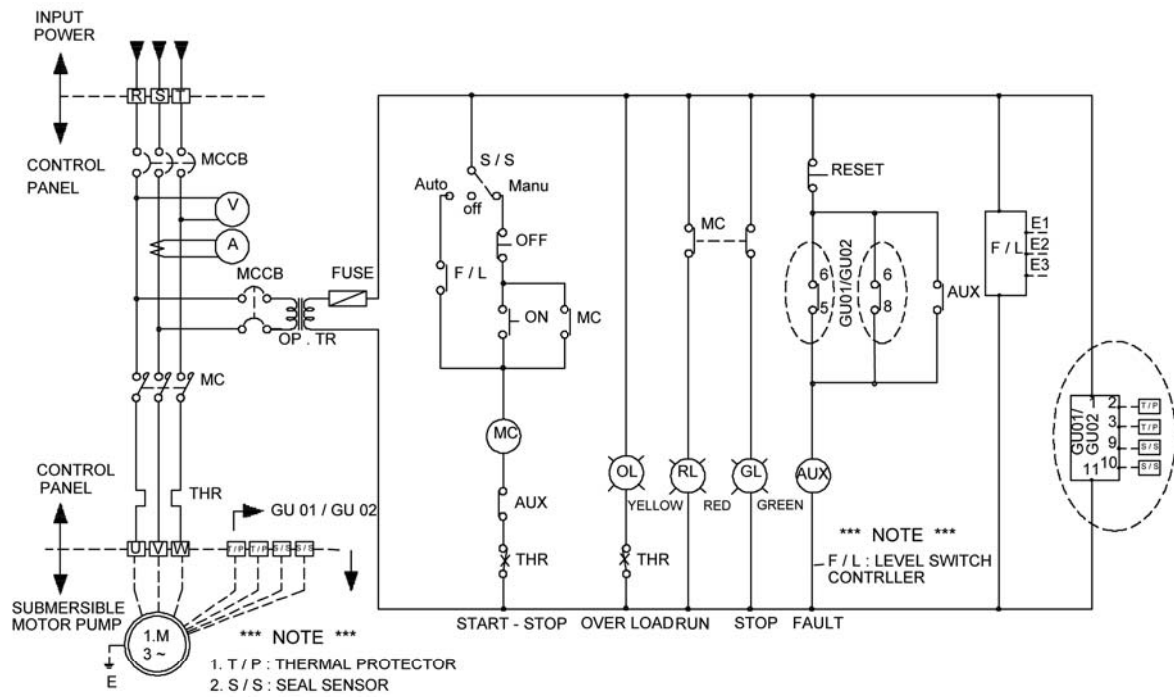 INPUT
POWER
R S T
CONTROL
PANEL
MCCB
V
A
MCCB
FUSE
OP . TR
MC
CONTROL
PANEL
THR
GU 01 / GU 02
U V W T/P T/P S/S S/S
SUBMERSIBLE
MOTOR PUMP
1.M
3 ~
E
*** NOTE ***
1. T / P : THERMAL PROTECTOR
2. S / S : SEAL SENSOR
S / S
Auto
off
Manu
OFF
F / L
ON
MC
MC
AUX
THR
START - STOP
OL
YELLOW
THR
OVER LOAD
MC
RL
RED
RUN
GL
GREEN
STOP
RESET
6
5
GU01/GU02
6
8
AUX
AUX
FAULT
*** NOTE ***
F / L : LEVEL SWITCH
CONTRLLER
F / L
E1
E2
E3
GU01/
GU02
1
2 T/P
3 T/P
9 S/S
10 S/S
11